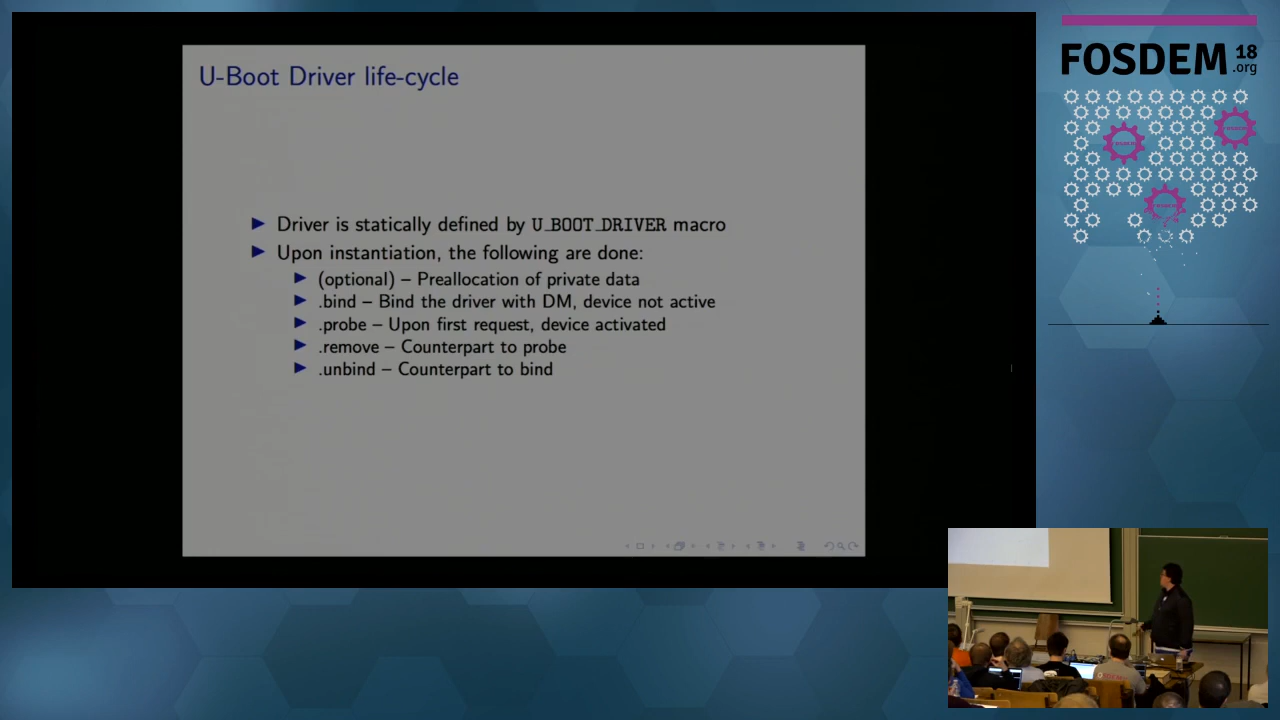 U-Boot Driver life-cycle
Driver is statically defined by U_BOOT_DRIVER macro
Upon instantiation, the following are done:
(optional) – Preallocation of private data
.bind – Bind the driver with DM, device not active
.probe – Upon first request, device activated
.remove – Counterpart to probe
.unbind – Counterpart to bind
FOSDEM 18
.org